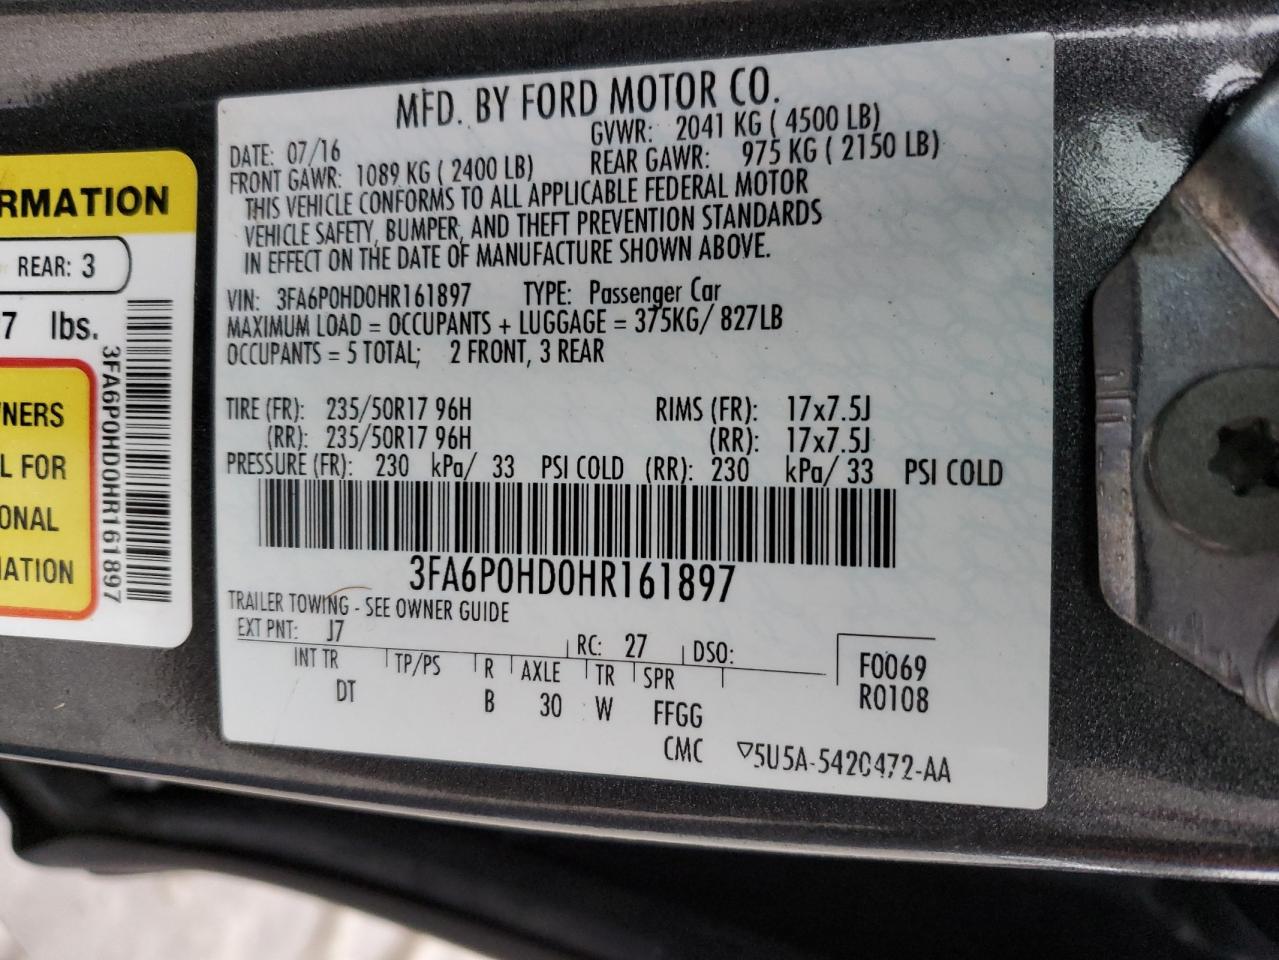 RMATION
REAR: 3
7 lbs.
WNERS
L FOR
ONAL
MATION
3FA6P0HD0HR161897
MFD. BY FORD MOTOR CO.
DATE: 07/16 GVWR: 2041 KG ( 4500 LB)
FRONT GAWR: 1089 KG ( 2400 LB) REAR GAWR: 975 KG ( 2150 LB)
THIS VEHICLE CONFORMS TO ALL APPLICABLE FEDERAL MOTOR
VEHICLE SAFETY, BUMPER, AND THEFT PREVENTION STANDARDS
IN EFFECT ON THE DATE OF MANUFACTURE SHOWN ABOVE.
VIN: 3FA6P0HD0HR161897 TYPE: Passenger Car
MAXIMUM LOAD = OCCUPANTS + LUGGAGE = 375KG/ 827LB
OCCUPANTS = 5 TOTAL; 2 FRONT, 3 REAR
TIRE (FR): 235/50R17 96H RIMS (FR): 17x7.5J
(RR): 235/50R17 96H (RR): 17x7.5J
PRESSURE (FR): 230 kPa/ 33 PSI COLD (RR): 230 kPa/ 33 PSI COLD
3FA6P0HD0HR161897
TRAILER TOWING - SEE OWNER GUIDE
EXT PNT: J7 RC: 27 DSO:
INT TR TP/PS R AXLE TR SPR
DT B 30 W FFGG
F0069
R0108
CMC ▽5U5A-5420472-AA